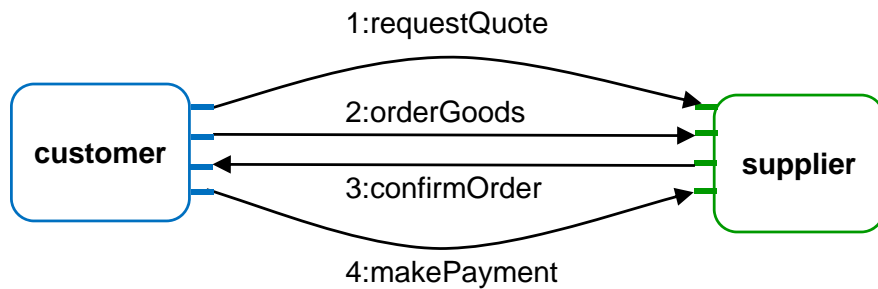 1:requestQuote
2:orderGoods
customer
supplier
3:confirmOrder
4:makePayment